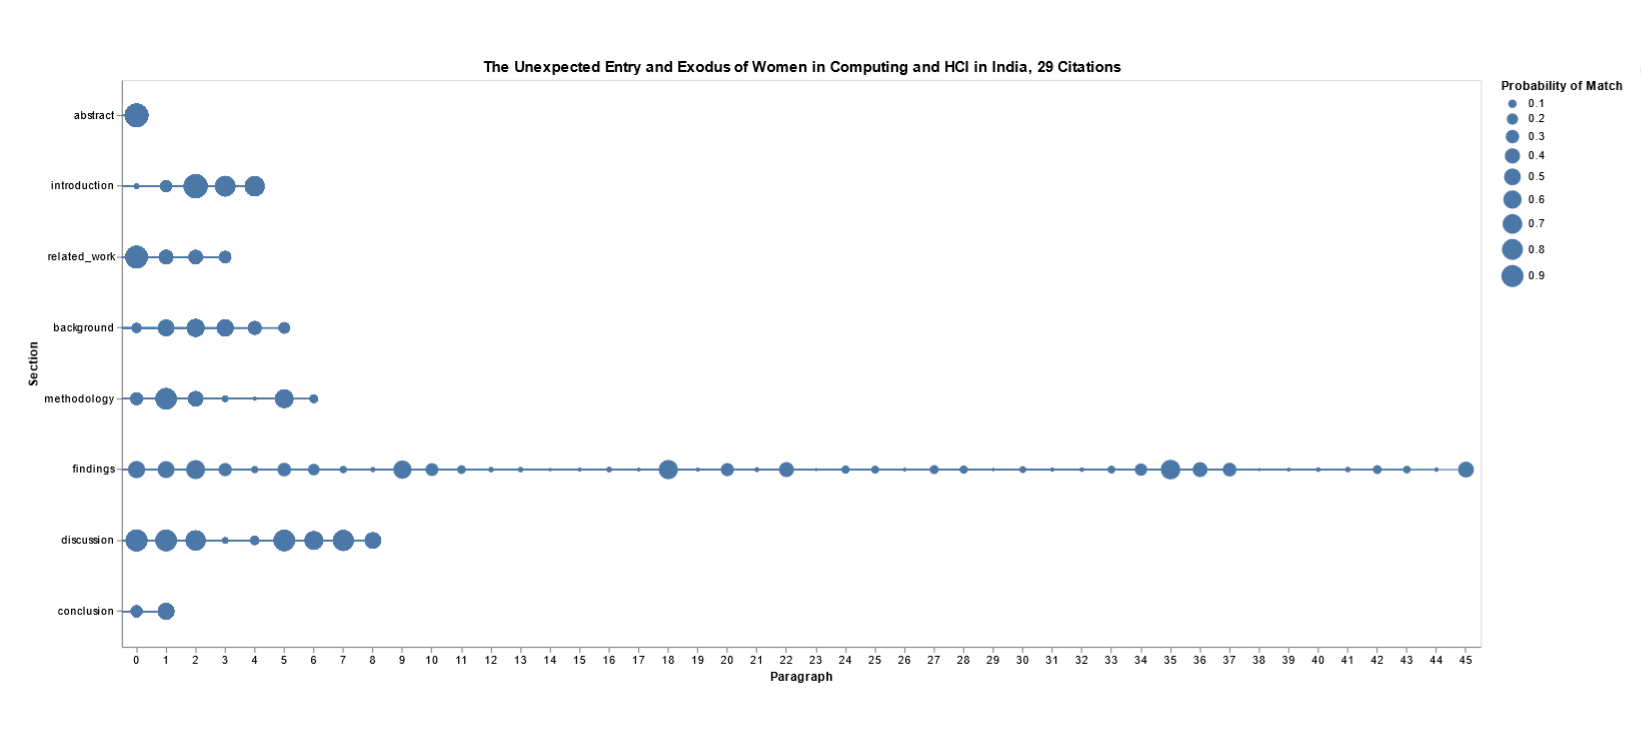 The Unexpected Entry and Exodus of Women in Computing and HCI in India, 29 Citations
Probability of Match
0.1
0.2
0.3
0.4
0.5
0.6
0.7
0.8
0.9
Section
abstract
introduction
related_work
background
methodology
findings
discussion
conclusion
0 1 2 3 4 5 6 7 8 9 10 11 12 13 14 15 16 17 18 19 20 21 22 23 24 25 26 27 28 29 30 31 32 33 34 35 36 37 38 39 40 41 42 43 44 45
Paragraph